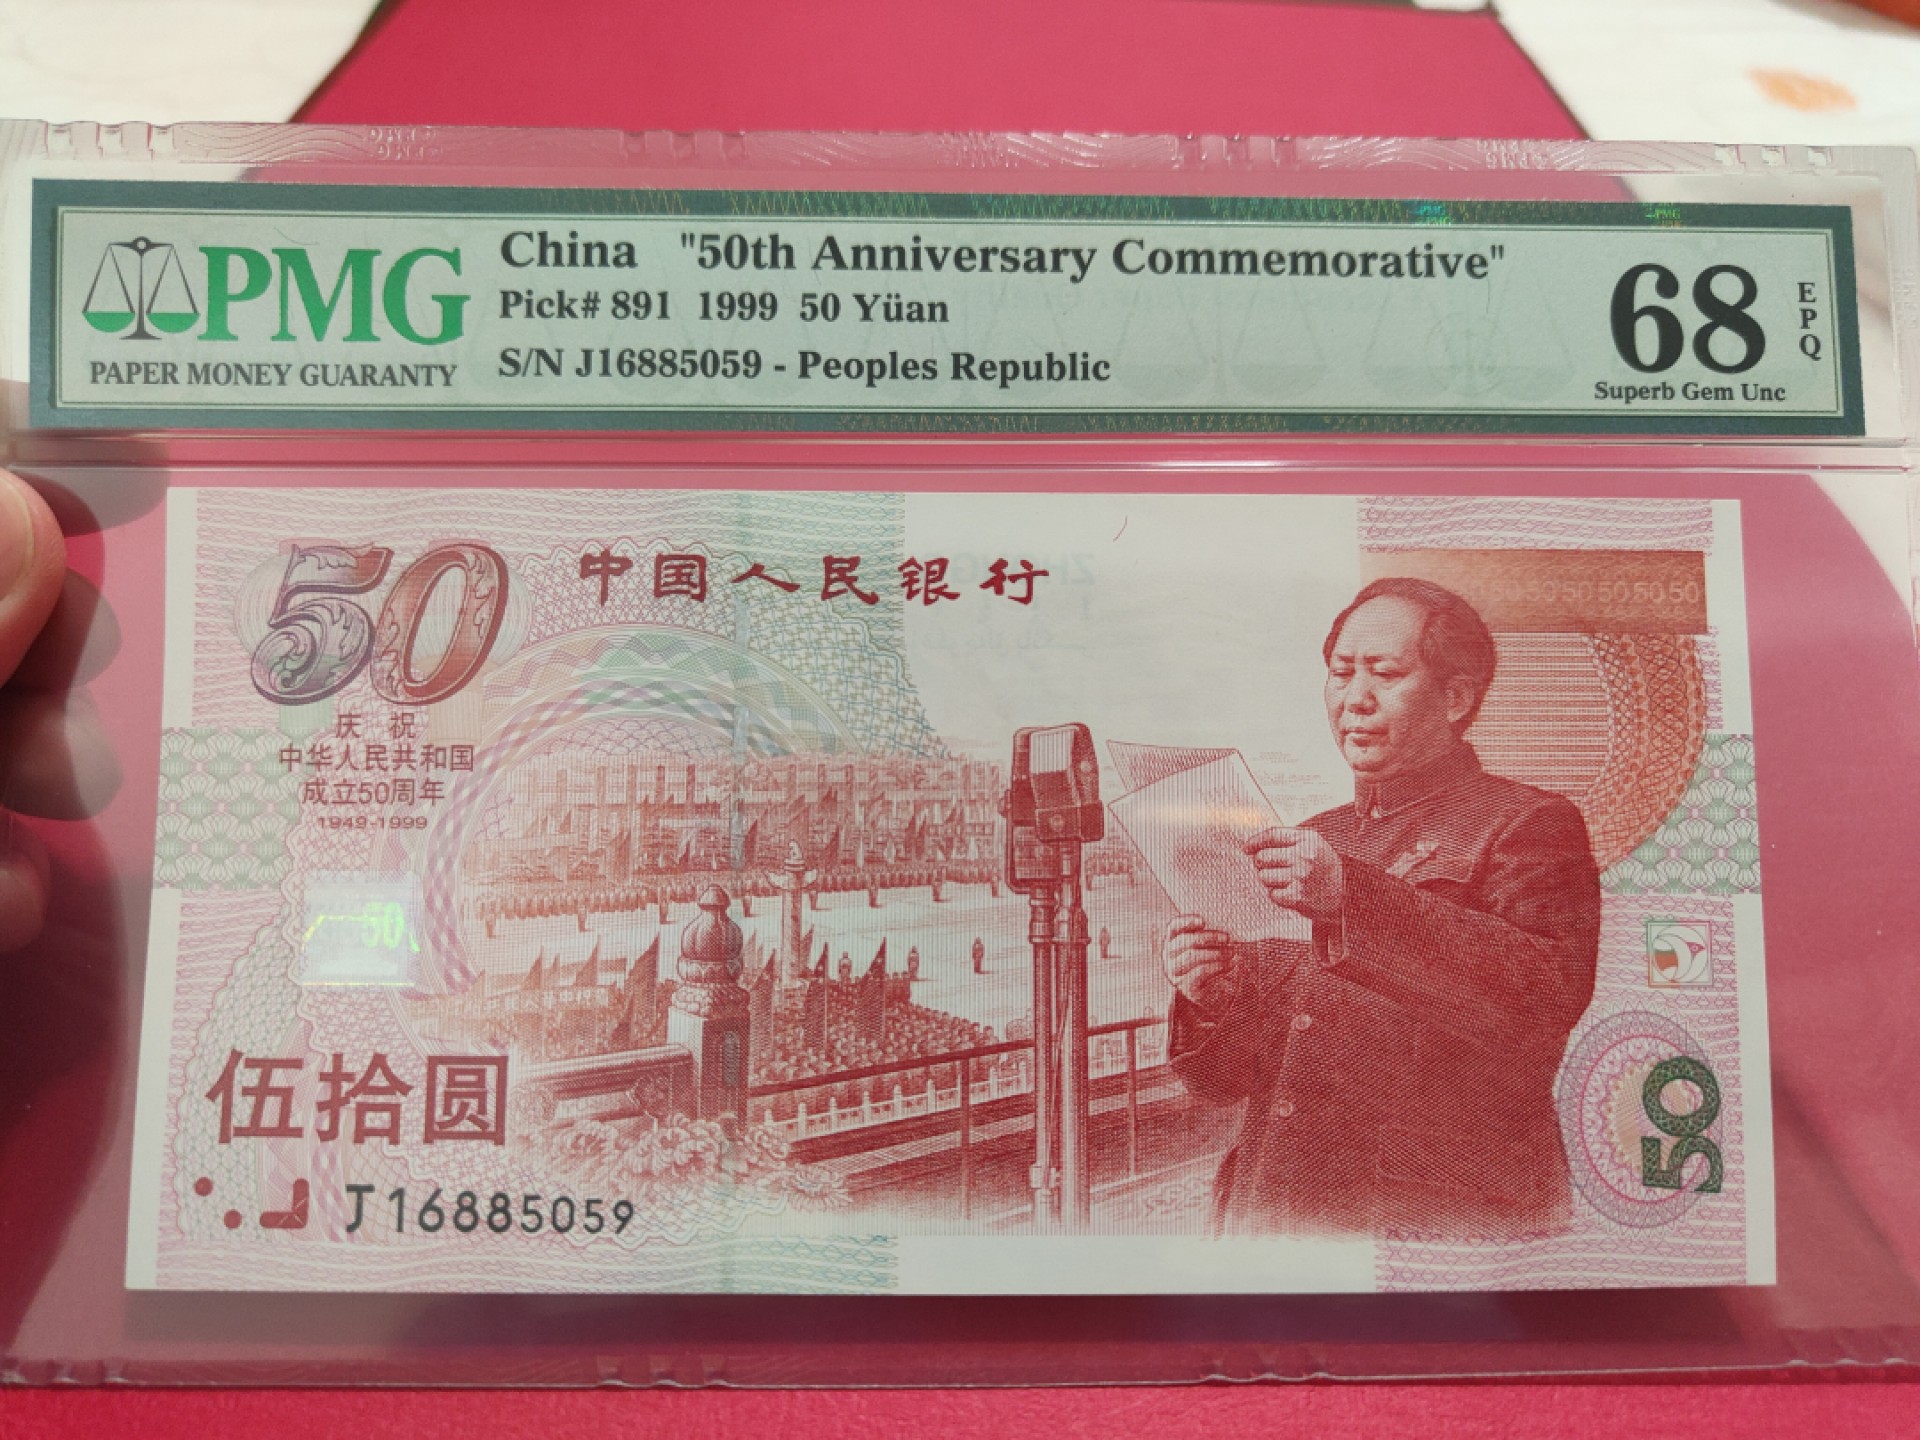 PMG
PAPER MONEY GUARANTY
China "50th Anniversary Commemorative"
Pick# 891 1999 50 Yüan
S/N J16885059 - Peoples Republic
68
EPQ
Superb Gem Unc
50
中国人民银行
庆祝
中华人民共和国
成立50周年
1949-1999
50
5050505050
伍拾圆
J16885059
50